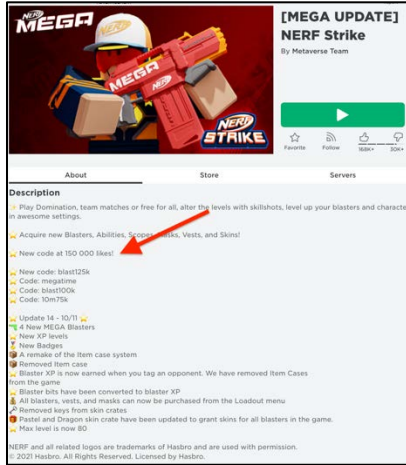 NERF
MEGA
MEGA
NERF
NERF
STRIKE
[MEGA UPDATE]
NERF Strike
By Metaverse Team
Favorite
Follow
168K+
30K+
About
Store
Servers
Description
Play Domination, team matches or free for all, alter the levels with skillshots, level up your blasters and characte
in awesome settings.
Acquire new Blasters, Abilities, Scopes, Masks, Vests, and Skins!
New code at 150 000 likes!
New code: blast125k
Code: megatime
Code: blast100k
Code: 10m75k
Update 14 - 10/11
4 New MEGA Blasters
New XP levels
New Badges
A remake of the item case system
Removed Item case
Blaster XP is now earned when you tag an opponent. We have removed Item Cases
from the game
Blaster bits have been converted to blaster XP
All blasters, vests, and masks can now be purchased from the Loadout menu
Removed keys from skin crates
Pastel and Dragon skin crate have been updated to grant skins for all blasters in the game.
Max level is now 80
NERF and all related logos are trademarks of Hasbro and are used with permission.
© 2021 Hasbro. All Rights Reserved. Licensed by Hasbro.